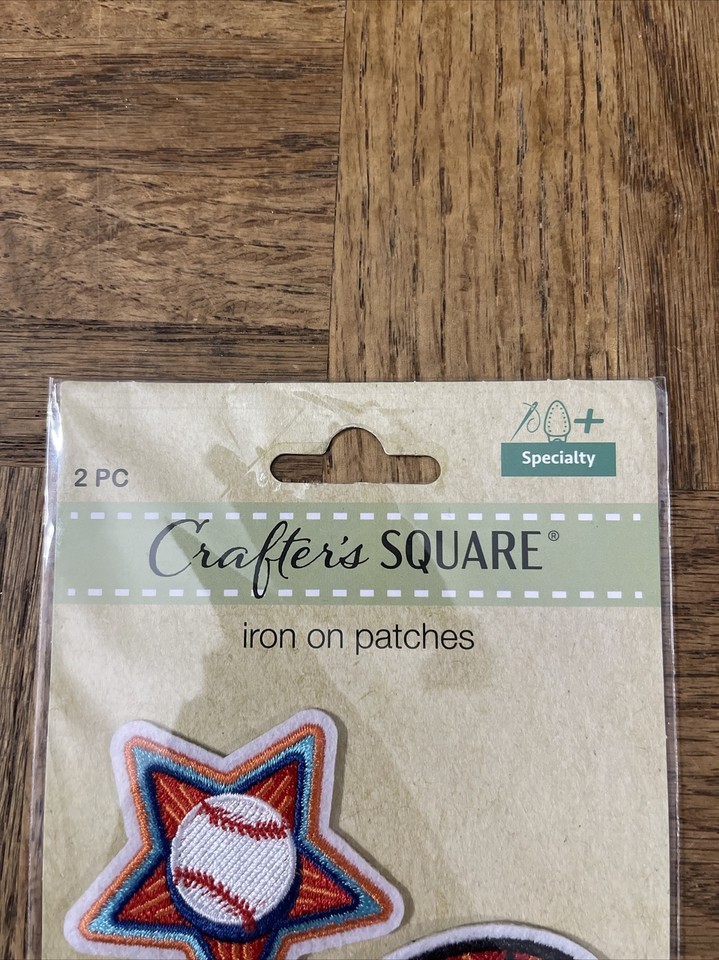 2 PC
Specialty
Crafter's SQUARE®
iron on patches